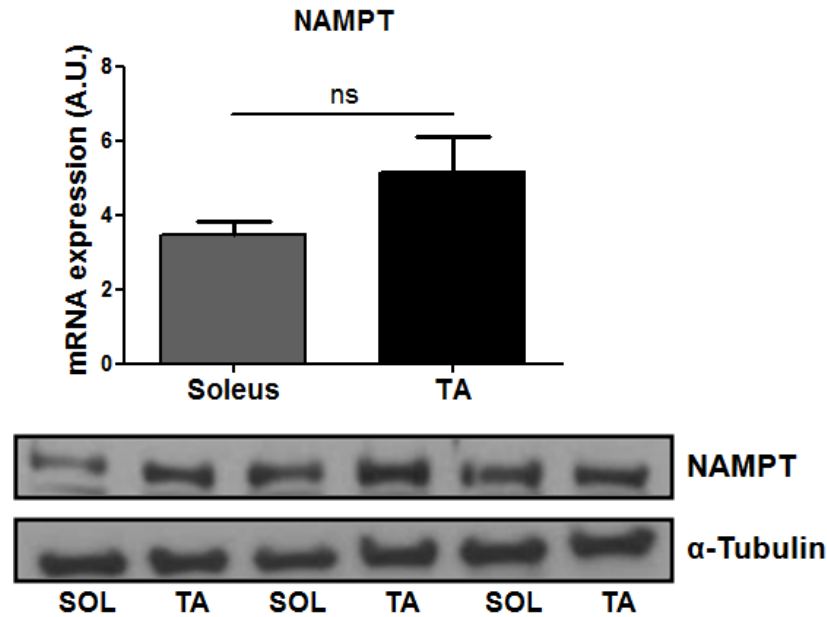 NAMPT
mRNA expression (A.U.)
8
6
4
2
0
ns
Soleus TA
NAMPT
α-Tubulin
SOL TA SOL TA SOL TA